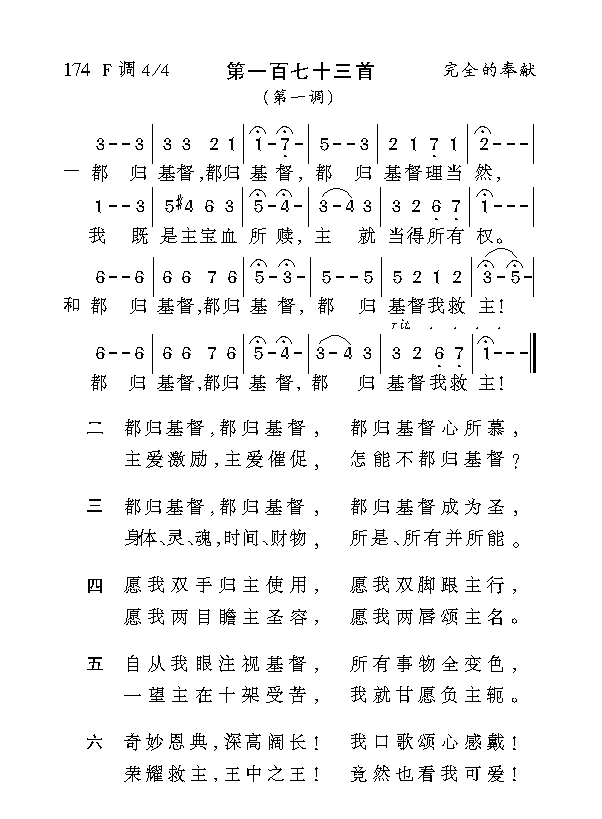 174 F 调 4/4 第一百七十三首 完全的奉献
(第一调)
3--3 | 3 3 2 1 | 1-7- | 5--3 | 2 1 7 1 | 2---
一 都 归 基督,都归 基督, 都 归 基督理当然,
1--3 | 5 #4 6 3 | 5-4- | 3-4 3 | 3 2 6 7 | 1---
我 既 是主宝血所赎, 主 就 当得所有权。
6--6 | 6 6 7 6 | 5-3- | 5--5 | 5 2 1 2 | 3-5-
和 都 归 基督,都归 基督, 都 归 基督我救主!
rit. . . . .
6--6 | 6 6 7 6 | 5-4- | 3-4 3 | 3 2 6 7 | 1---
都 归 基督,都归 基督, 都 归 基督我救主!
二 都归基督,都归基督, 都归基督心所慕,
主爱激励,主爱催促, 怎能不都归基督?
三 都归基督,都归基督, 都归基督成为圣,
身体、灵、魂,时间、财物, 所是、所有并所能。
四 愿我双手归主使用, 愿我双脚跟主行,
愿我两目瞻主圣容, 愿我两唇颂主名。
五 自从我眼注视基督, 所有事物全变色,
一望主在十架受苦, 我就甘愿负主轭。
六 奇妙恩典,深高阔长! 我口歌颂心感戴!
荣耀救主,王中之王! 竟然也看我可爱!